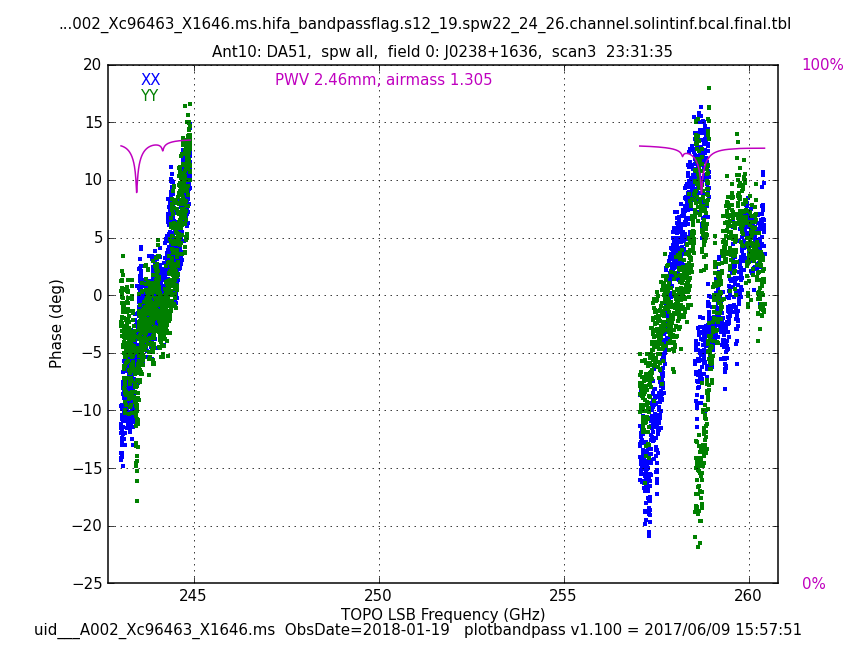 ...002_Xc96463_X1646.ms.hifa_bandpassflag.s12_19.spw22_24_26.channel.solintinf.bcal.final.tbl
Ant10: DA51,  spw all,  field 0: J0238+1636,  scan3  23:31:35
XX
YY
PWV 2.46mm, airmass 1.305
100%
0%
20
15
10
5
0
−5
−10
−15
−20
−25
Phase (deg)
245
250
255
260
TOPO LSB Frequency (GHz)
uid___A002_Xc96463_X1646.ms  ObsDate=2018-01-19   plotbandpass v1.100 = 2017/06/09 15:57:51